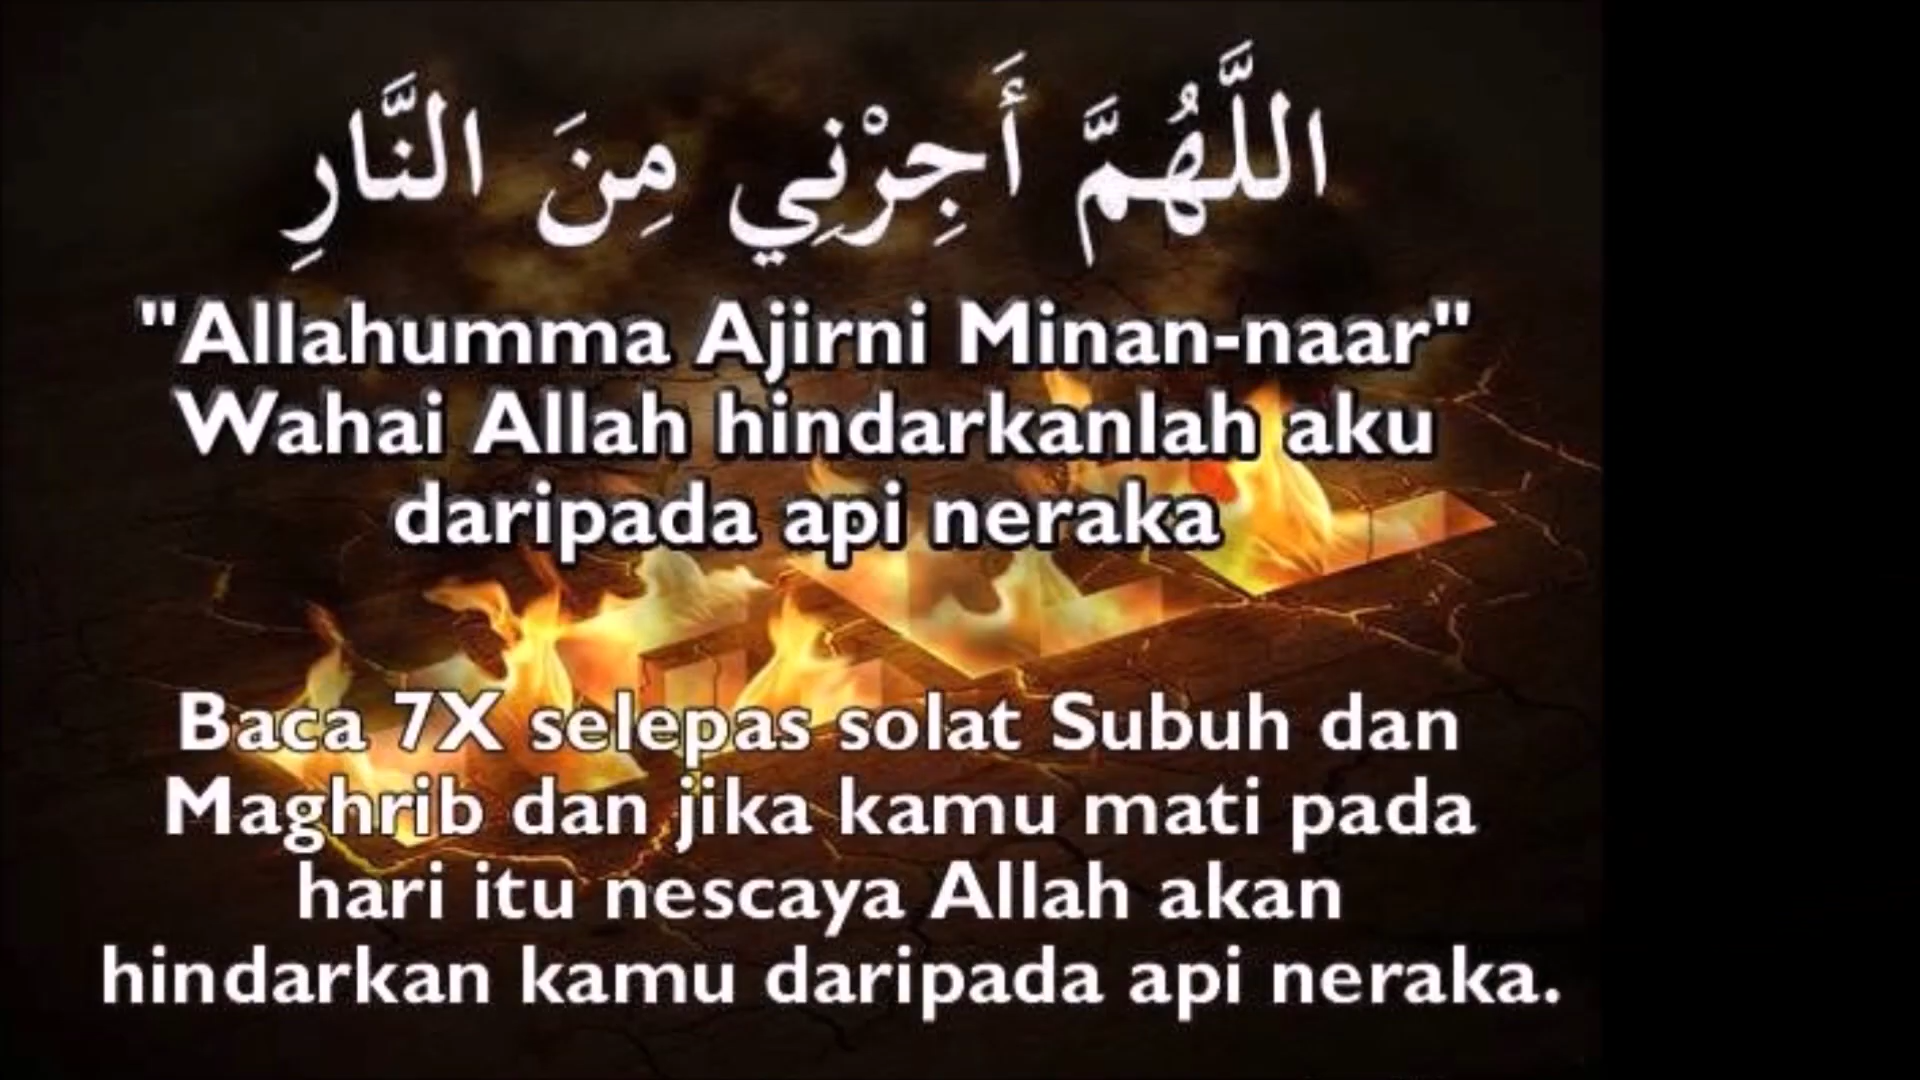 اللَّهُمَّ أَجِرْنِي مِنَ النَّارِ
"Allahumma Ajirni Minan-naar"
Wahai Allah hindarkanlah aku
daripada api neraka
Baca 7X selepas solat Subuh dan
Maghrib dan jika kamu mati pada
hari itu nescaya Allah akan
hindarkan kamu daripada api neraka.